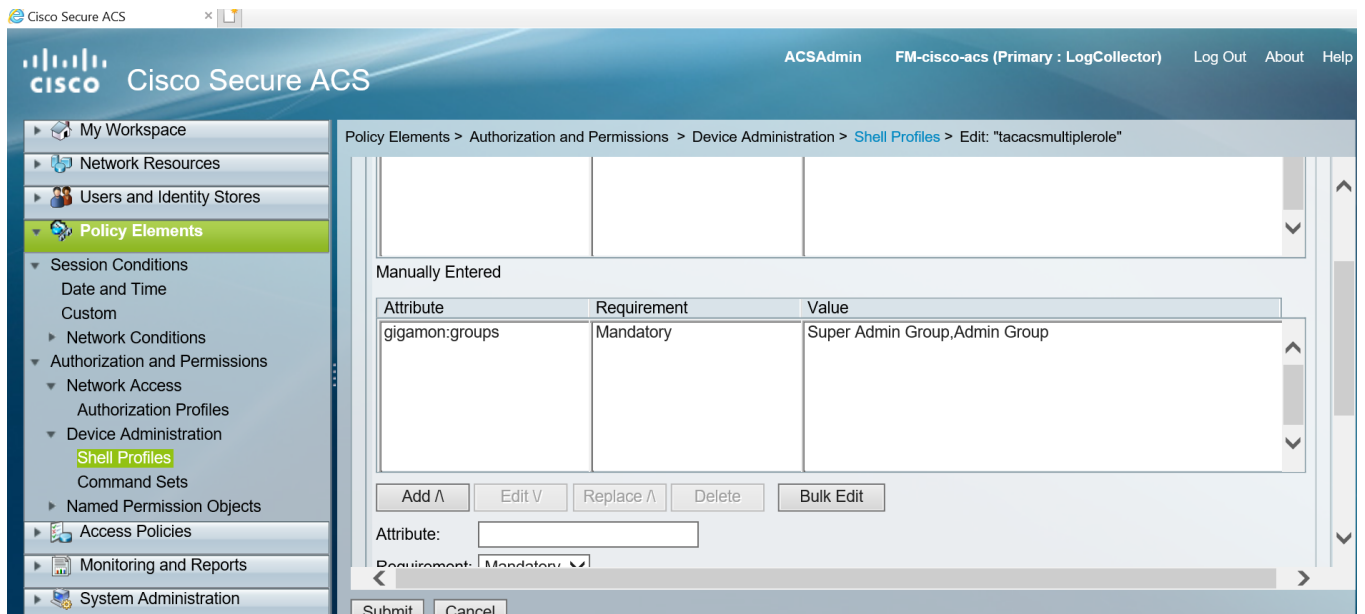 Cisco Secure ACS
ACSAdmin FM-cisco-acs (Primary : LogCollector) Log Out About Help
CISCO Cisco Secure ACS
My Workspace
Network Resources
Users and Identity Stores
Policy Elements
Session Conditions
Date and Time
Custom
Network Conditions
Authorization and Permissions
Network Access
Authorization Profiles
Device Administration
Shell Profiles
Command Sets
Named Permission Objects
Access Policies
Monitoring and Reports
System Administration
Policy Elements > Authorization and Permissions > Device Administration > Shell Profiles > Edit: "tacacsmultiplerole"
Manually Entered
Attribute Requirement Value
gigamon:groups Mandatory Super Admin Group,Admin Group
Add /\ Edit \/ Replace /\ Delete Bulk Edit
Attribute:
Requirement: Mandatory
Submit Cancel